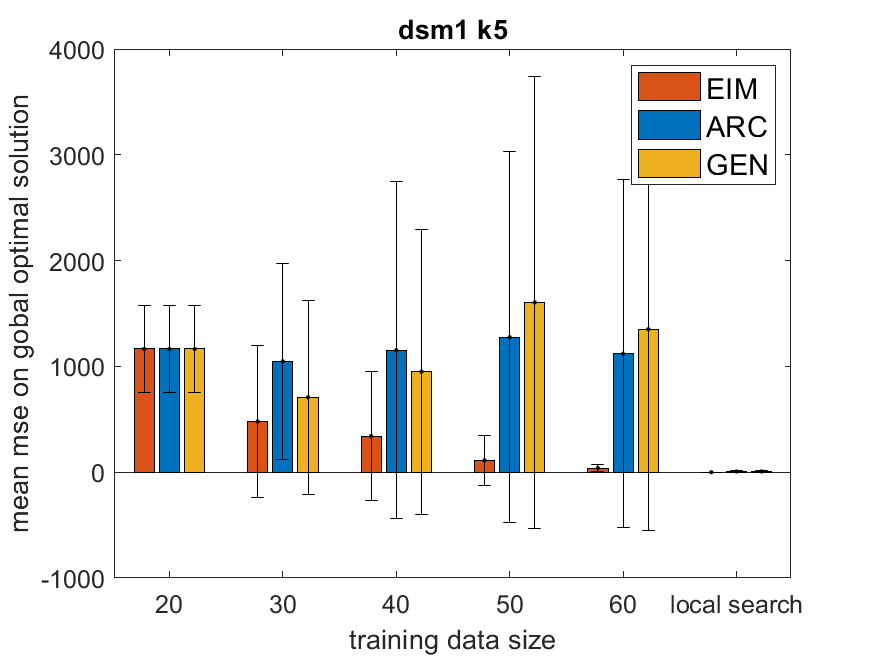 dsm1 k5
4000
3000
2000
1000
0
-1000
mean mse on gobal optimal solution
EIM
ARC
GEN
20 30 40 50 60 local search
training data size